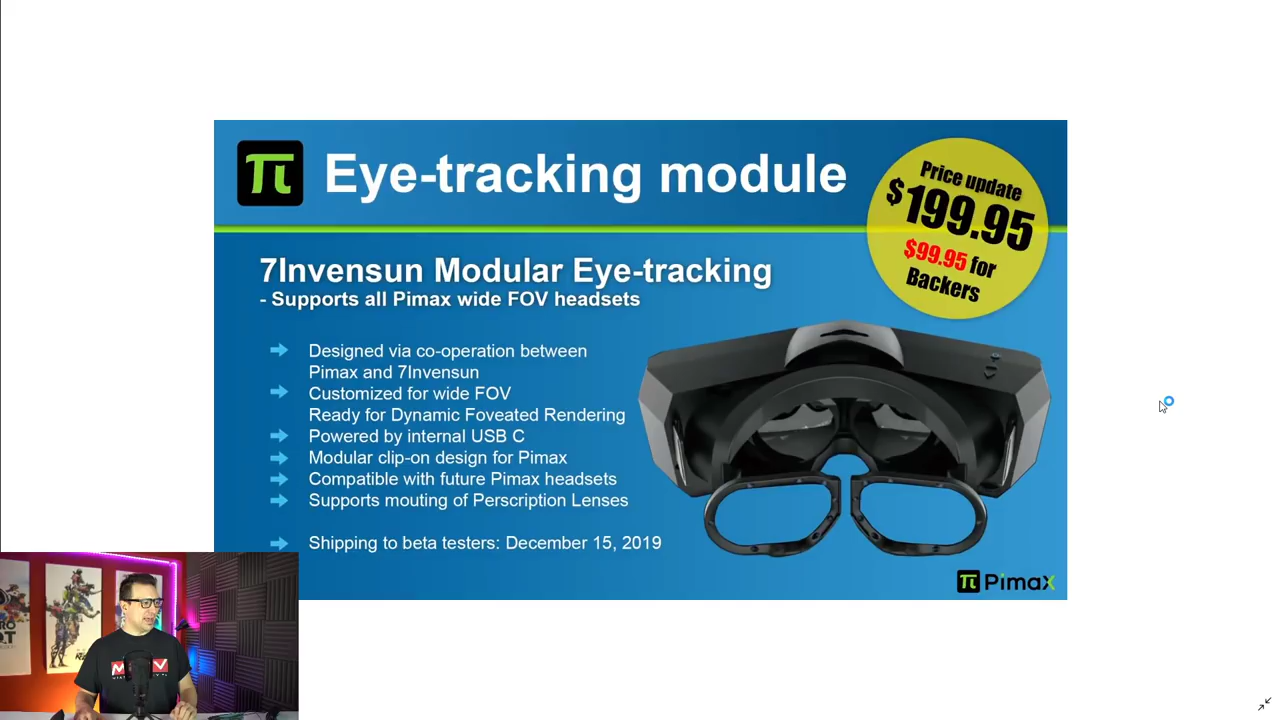 π Eye-tracking module
Price update
$199.95
$99.95 for
Backers
7Invensun Modular Eye-tracking
- Supports all Pimax wide FOV headsets
Designed via co-operation between
Pimax and 7Invensun
Customized for wide FOV
Ready for Dynamic Foveated Rendering
Powered by internal USB C
Modular clip-on design for Pimax
Compatible with future Pimax headsets
Supports mouting of Perscription Lenses
Shipping to beta testers: December 15, 2019
π Pimax